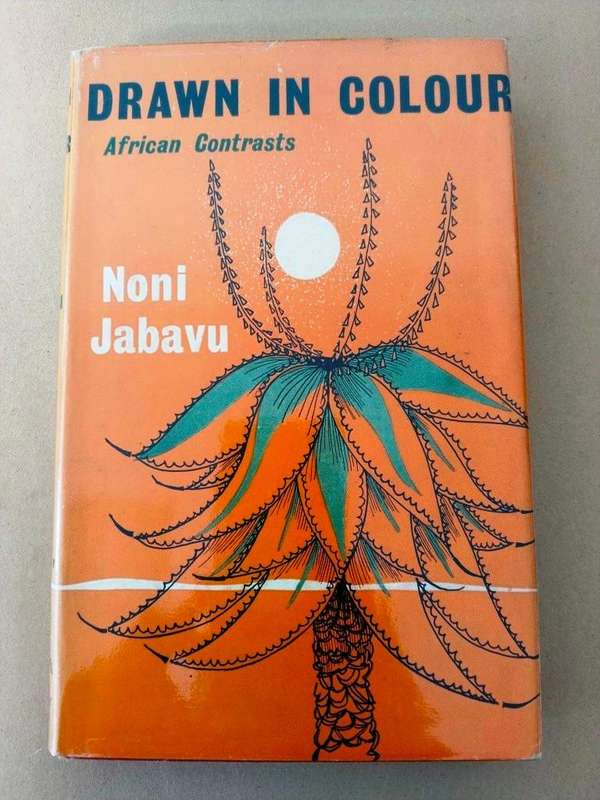 DRAWN IN COLOUR
African Contrasts
Noni
Jabavu